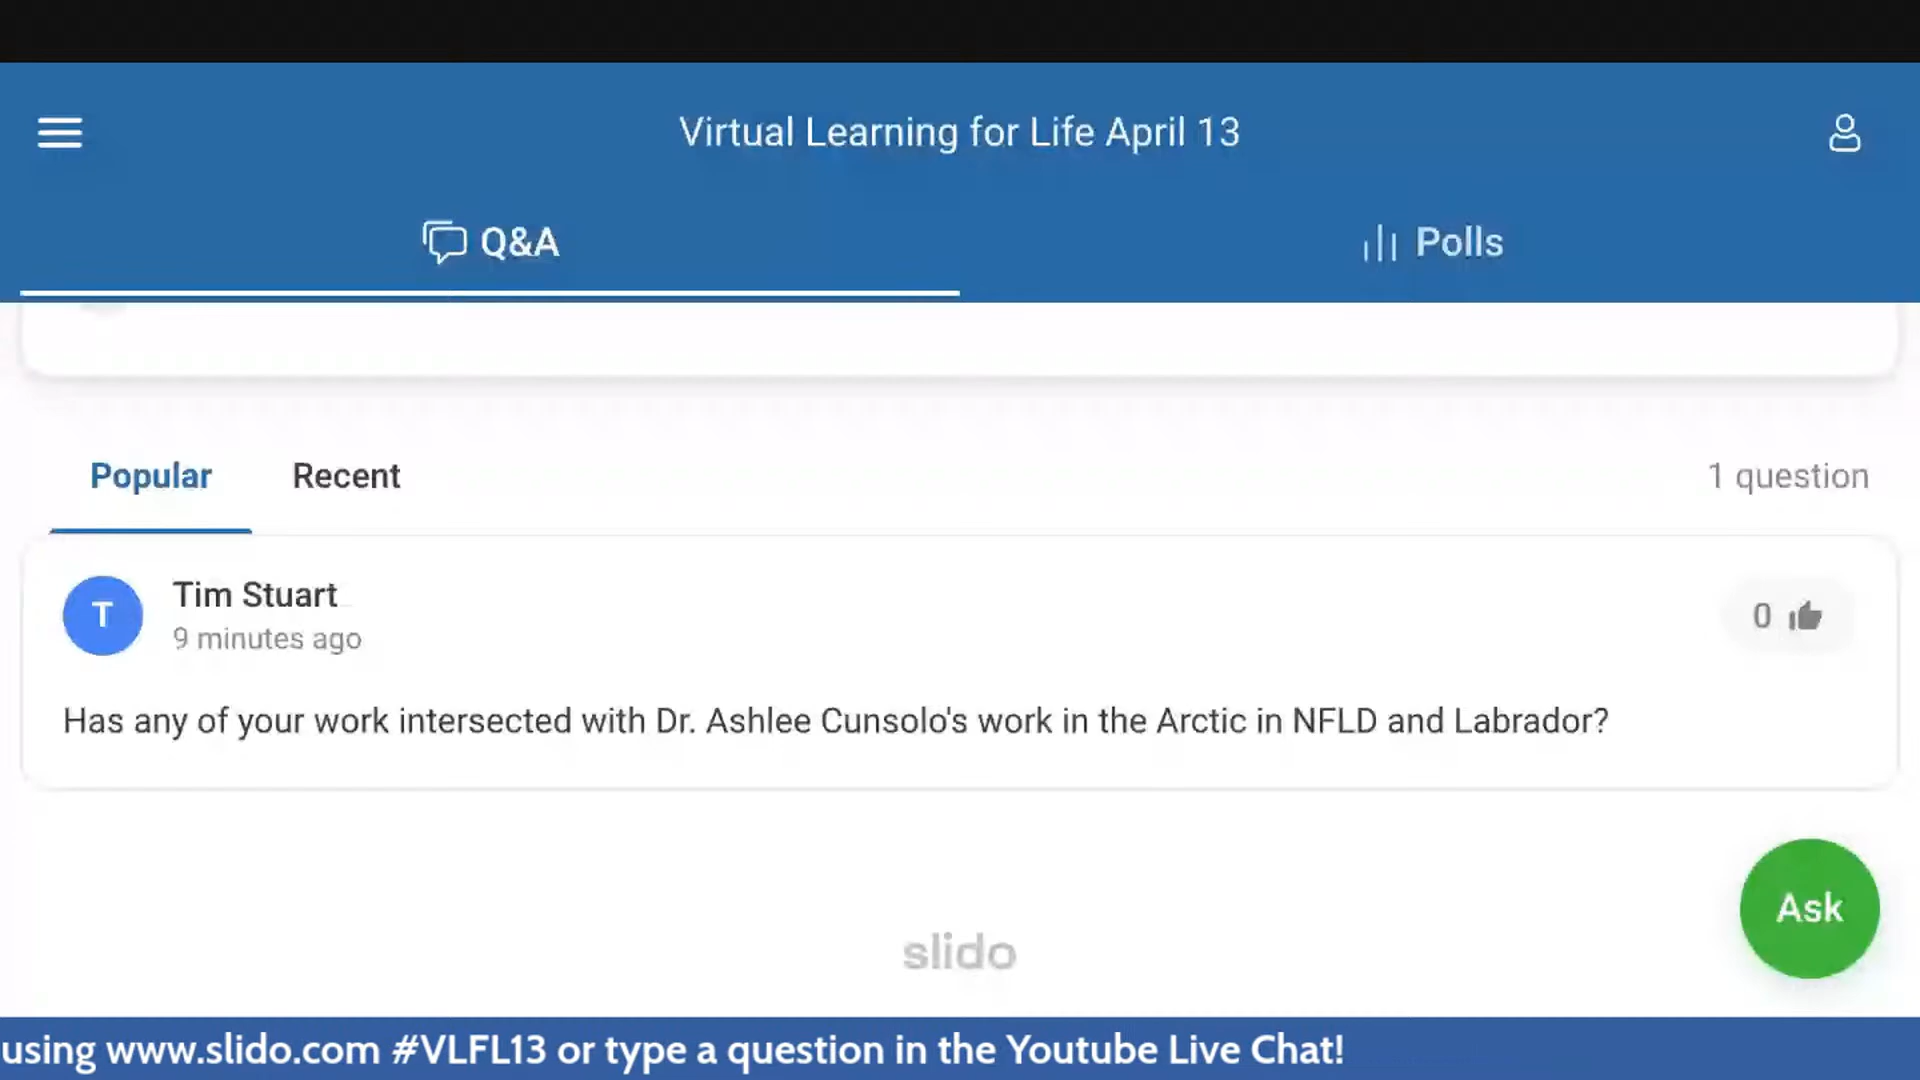 Virtual Learning for Life April 13
Q&A
Polls
Popular
Recent
1 question
T
Tim Stuart
9 minutes ago
0
Has any of your work intersected with Dr. Ashlee Cunsolo's work in the Arctic in NFLD and Labrador?
Ask
slido
using www.slido.com #VLFL13 or type a question in the Youtube Live Chat!